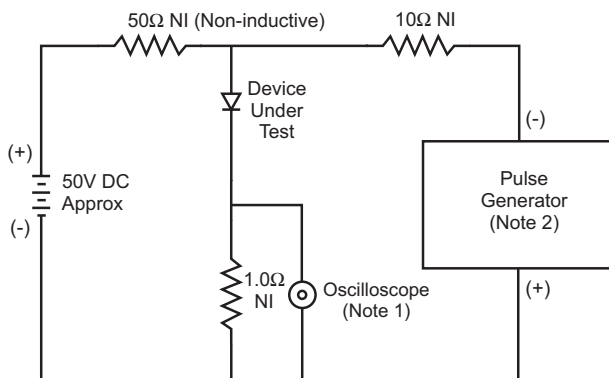 50Ω NI (Non-inductive)
10Ω NI
Device
Under
Test
(+)
50V DC
Approx
(-)
(-)
Pulse
Generator
(Note 2)
(+)
1.0Ω
NI
Oscilloscope
(Note 1)